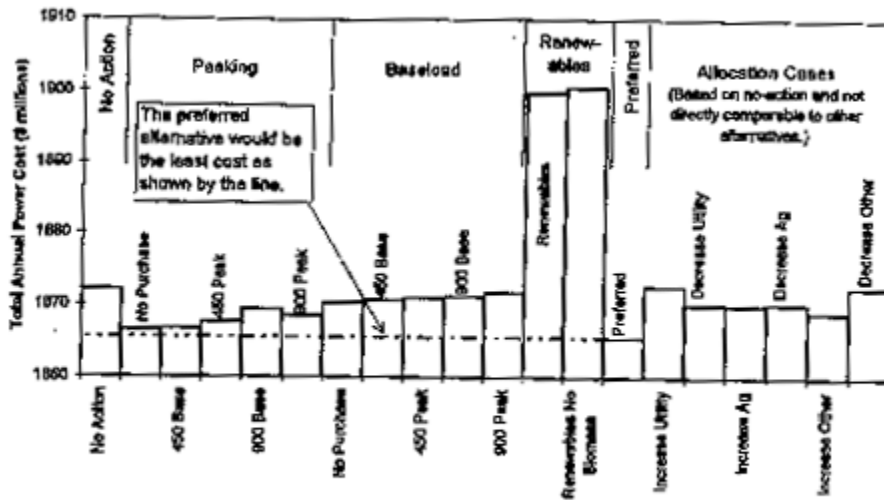 Total Annual Power Cost ($ millions)
1910
1900
1890
1880
1870
1860
No Action
Peaking
Baseload
Renew-
ables
Preferred
Allocation Cases
(Based on no-action and not
directly comparable to other
alternatives.)
The preferred
alternative would be
the least cost as
shown by the line.
No Purchase
450 Peak
900 Peak
450 Base
900 Base
Renewables
Preferred
Decrease Utility
Decrease Ag
Decrease Other
No Action
450 Base
900 Base
No Purchase
450 Peak
900 Peak
Renewables No
Biomass
Increase Utility
Increase Ag
Increase Other